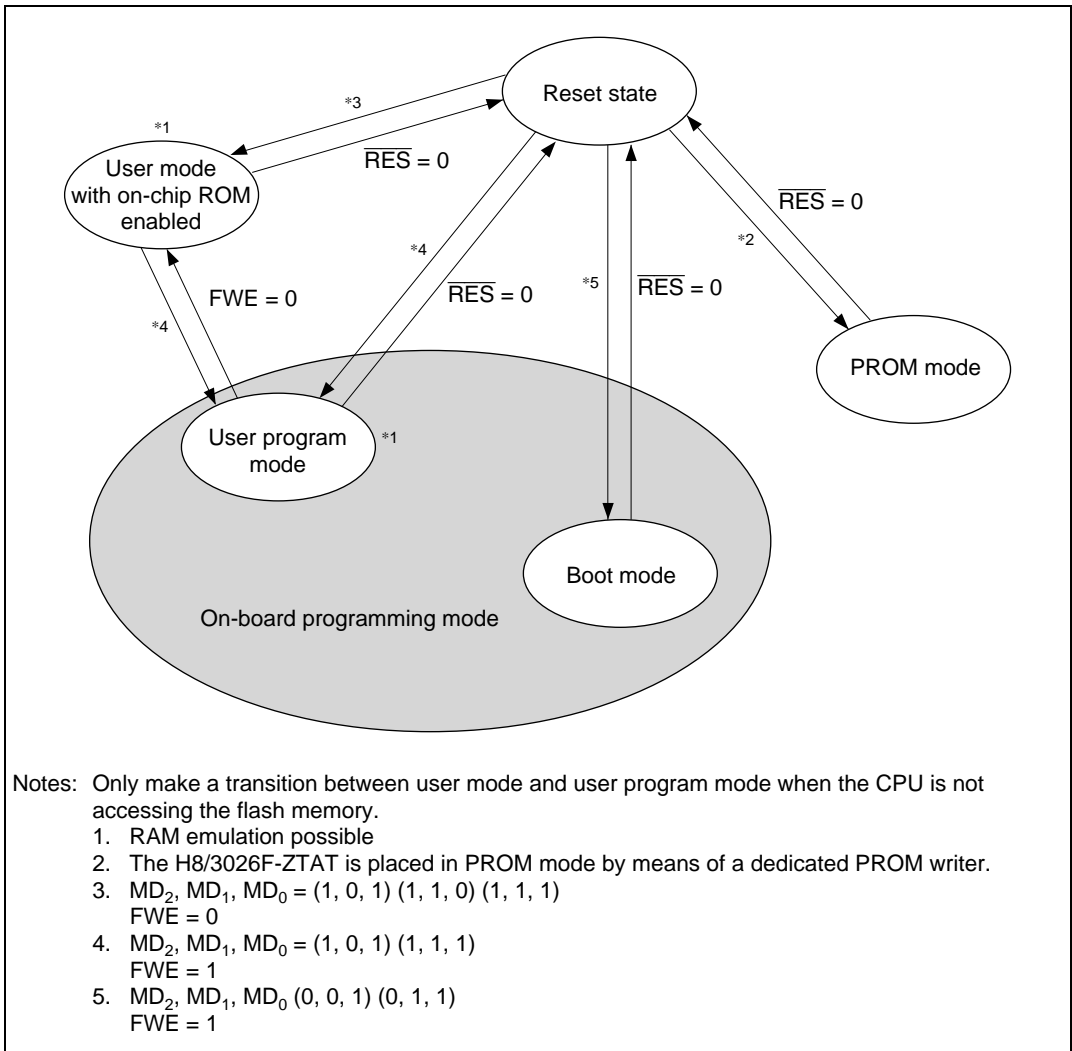 Reset state
*3
*1
RES = 0
User mode
with on-chip ROM
enabled
RES = 0
*4
*2
*5
RES = 0
RES = 0
FWE = 0
*4
PROM mode
User program
mode
*1
Boot mode
On-board programming mode
Notes: Only make a transition between user mode and user program mode when the CPU is not
accessing the flash memory.
1. RAM emulation possible
2. The H8/3026F-ZTAT is placed in PROM mode by means of a dedicated PROM writer.
3. MD2, MD1, MD0 = (1, 0, 1) (1, 1, 0) (1, 1, 1)
FWE = 0
4. MD2, MD1, MD0 = (1, 0, 1) (1, 1, 1)
FWE = 1
5. MD2, MD1, MD0 (0, 0, 1) (0, 1, 1)
FWE = 1